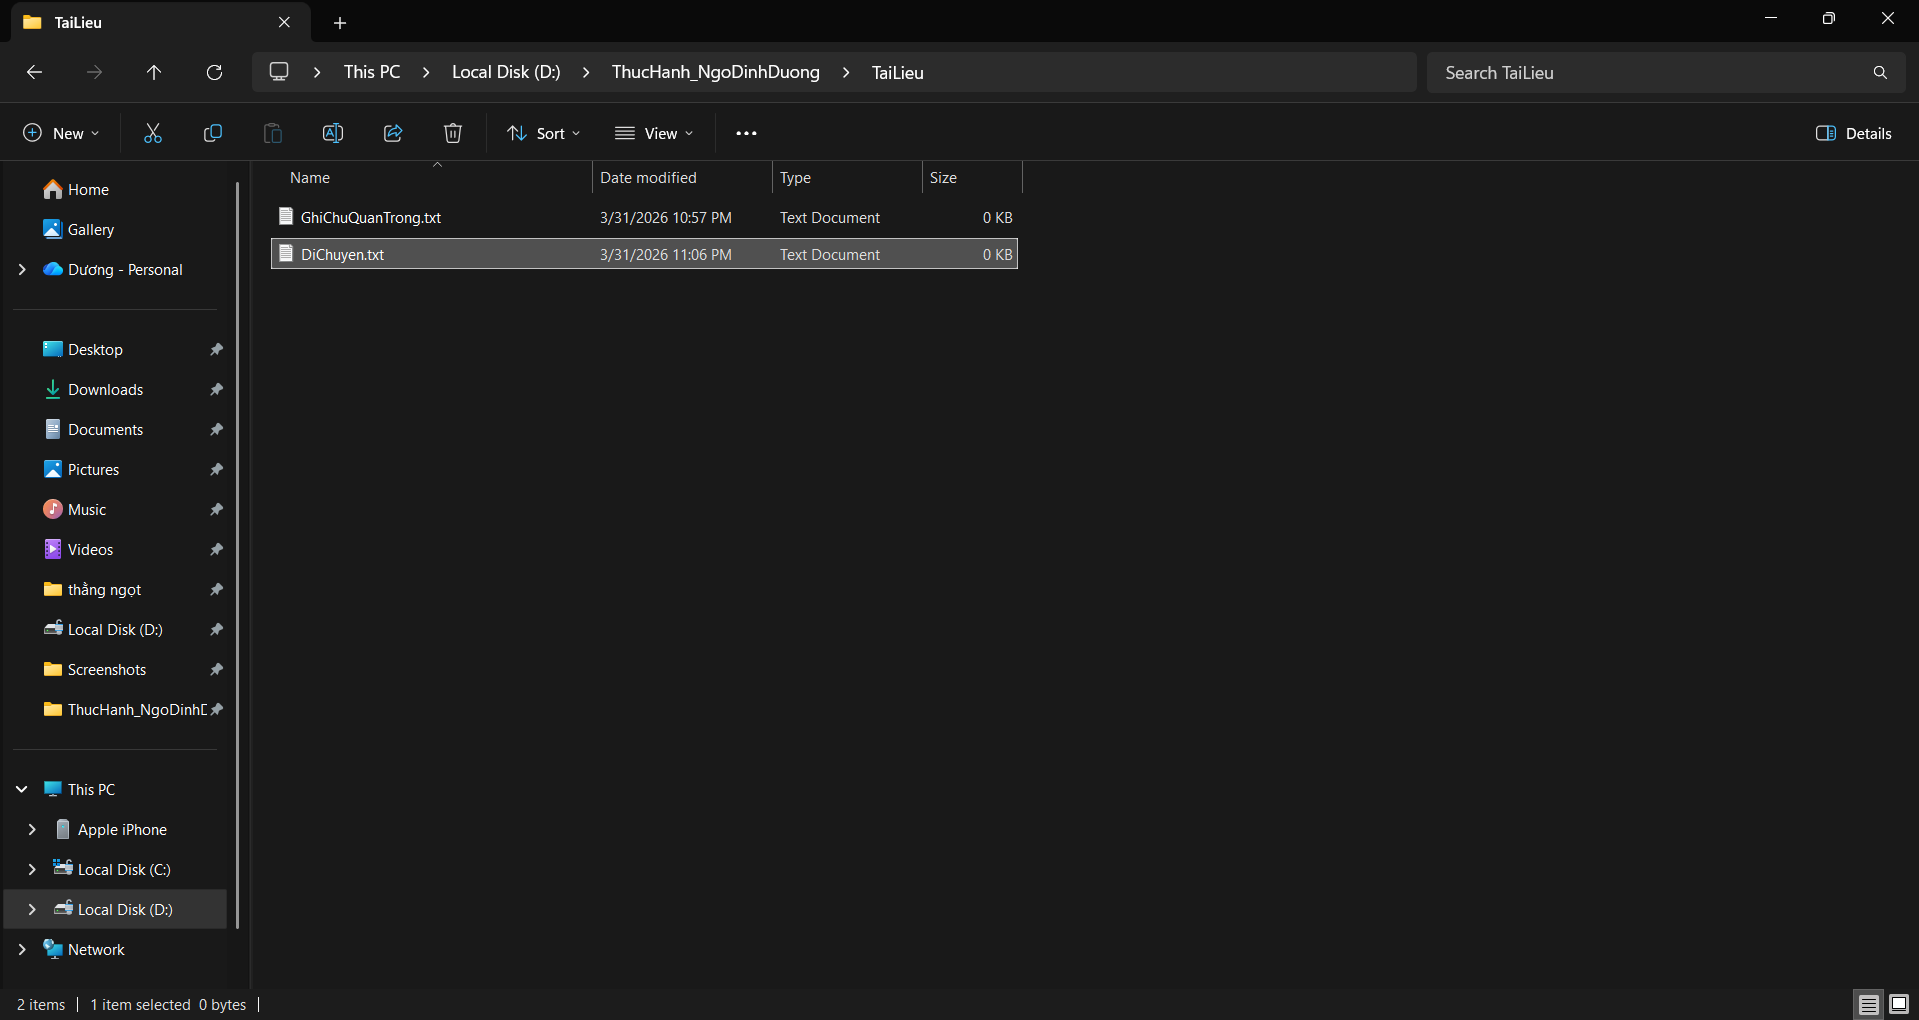 TaiLieu
This PC
Local Disk (D:)
ThucHanh_NgoDinhDuong
TaiLieu
Search TaiLieu
New
Sort
View
Details
Name
Date modified
Type
Size
GhiChuQuanTrong.txt
3/31/2026 10:57 PM
Text Document
0 KB
DiChuyen.txt
3/31/2026 11:06 PM
Text Document
0 KB
Home
Gallery
Dương - Personal
Desktop
Downloads
Documents
Pictures
Music
Videos
thằng ngọt
Local Disk (D:)
Screenshots
ThucHanh_NgoDinhD
This PC
Apple iPhone
Local Disk (C:)
Local Disk (D:)
Network
2 items
1 item selected 0 bytes